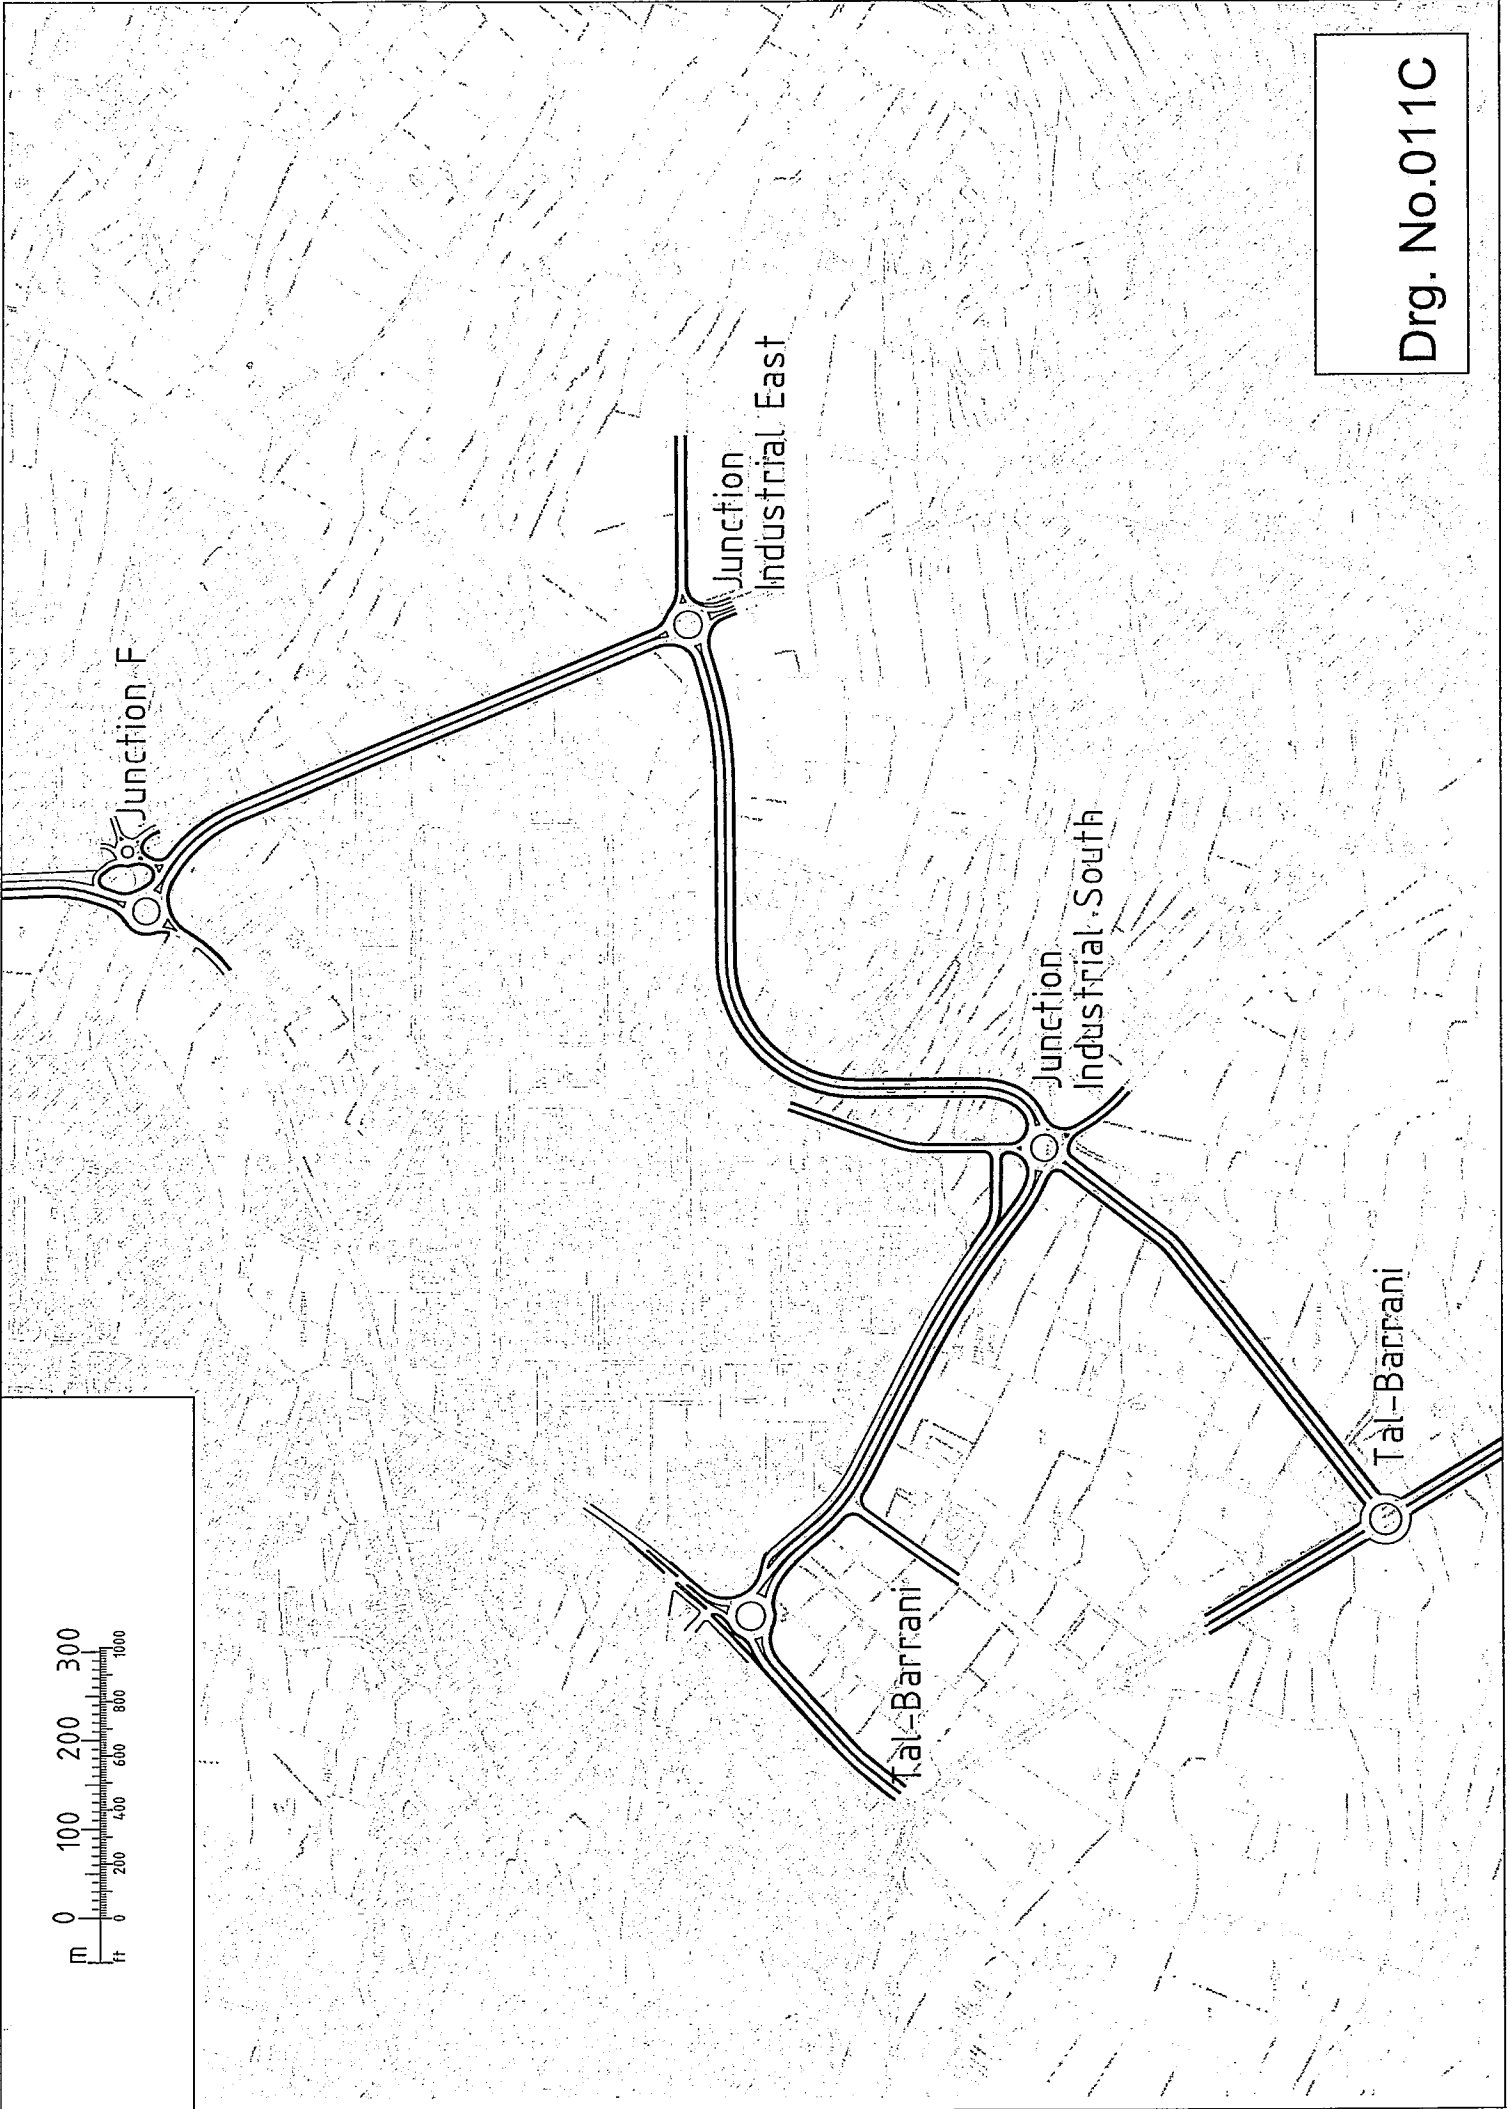 m 0 100 200 300
ft 0 200 400 600 800 1000
Junction F
Junction
Industrial East
Junction
Industrial South
Tal-Barrani
Tal-Barrani
Drg. No.011C